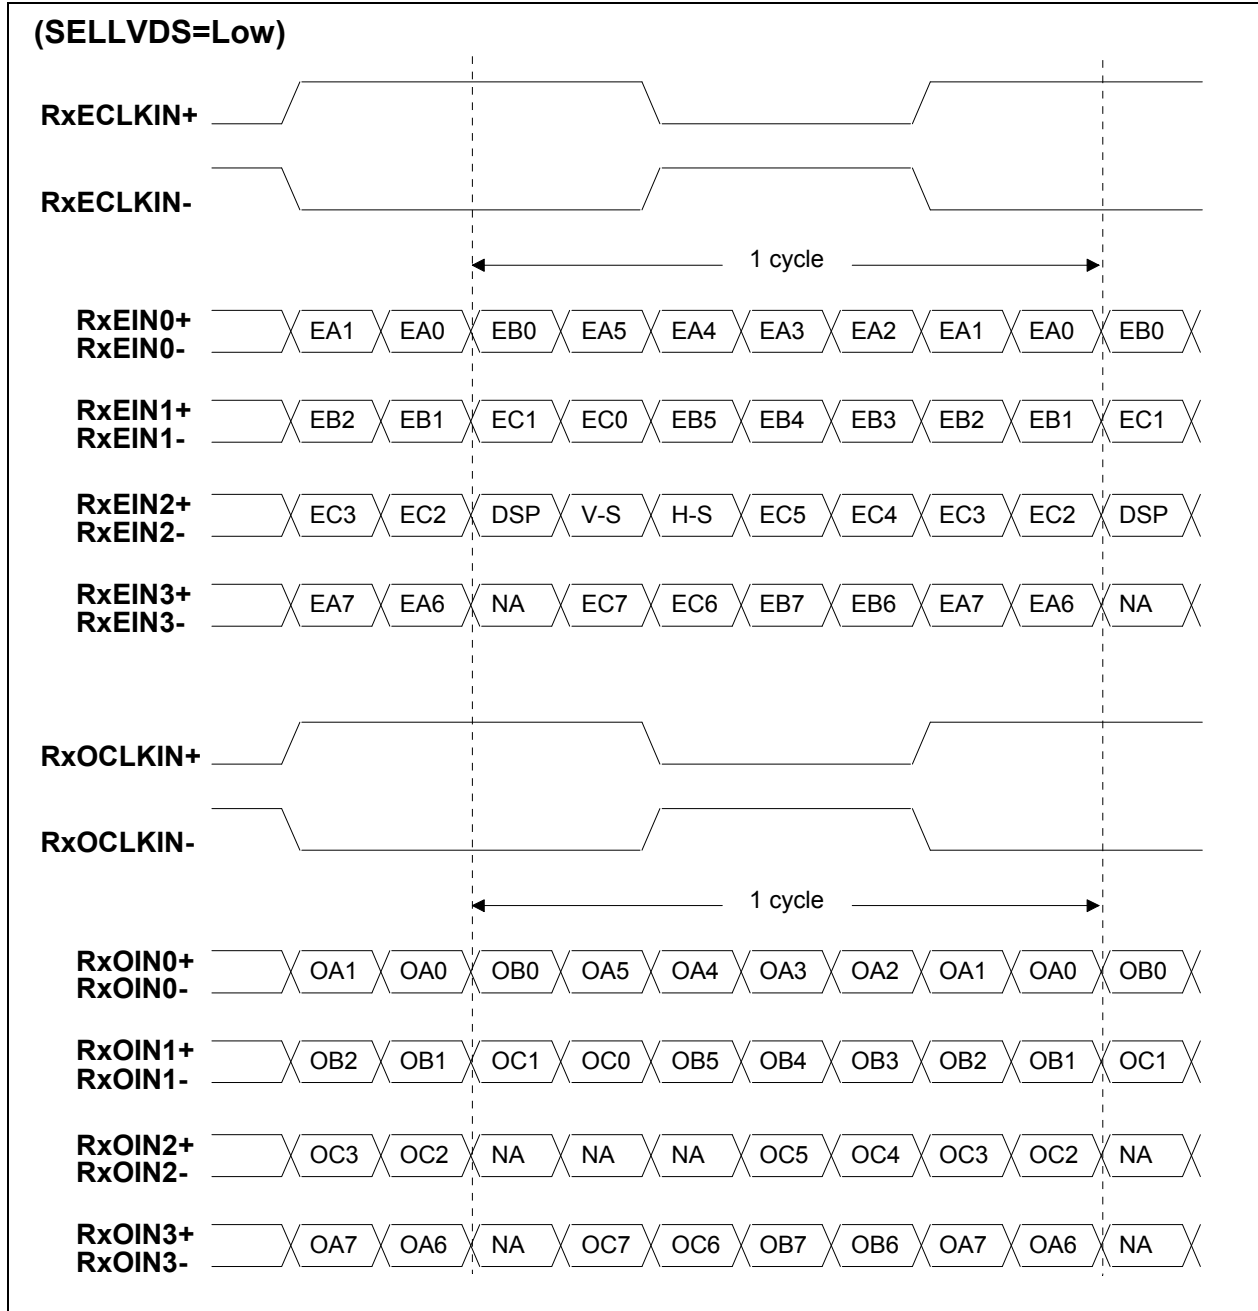 (SELLVDS=Low)
RxECLKIN+
RxECLKIN-
1 cycle
RxEIN0+
RxEIN0-
EA1 EA0 EB0 EA5 EA4 EA3 EA2 EA1 EA0 EB0
RxEIN1+
RxEIN1-
EB2 EB1 EC1 EC0 EB5 EB4 EB3 EB2 EB1 EC1
RxEIN2+
RxEIN2-
EC3 EC2 DSP V-S H-S EC5 EC4 EC3 EC2 DSP
RxEIN3+
RxEIN3-
EA7 EA6 NA EC7 EC6 EB7 EB6 EA7 EA6 NA
RxOCLKIN+
RxOCLKIN-
1 cycle
RxOIN0+
RxOIN0-
OA1 OA0 OB0 OA5 OA4 OA3 OA2 OA1 OA0 OB0
RxOIN1+
RxOIN1-
OB2 OB1 OC1 OC0 OB5 OB4 OB3 OB2 OB1 OC1
RxOIN2+
RxOIN2-
OC3 OC2 NA NA NA OC5 OC4 OC3 OC2 NA
RxOIN3+
RxOIN3-
OA7 OA6 NA OC7 OC6 OB7 OB6 OA7 OA6 NA